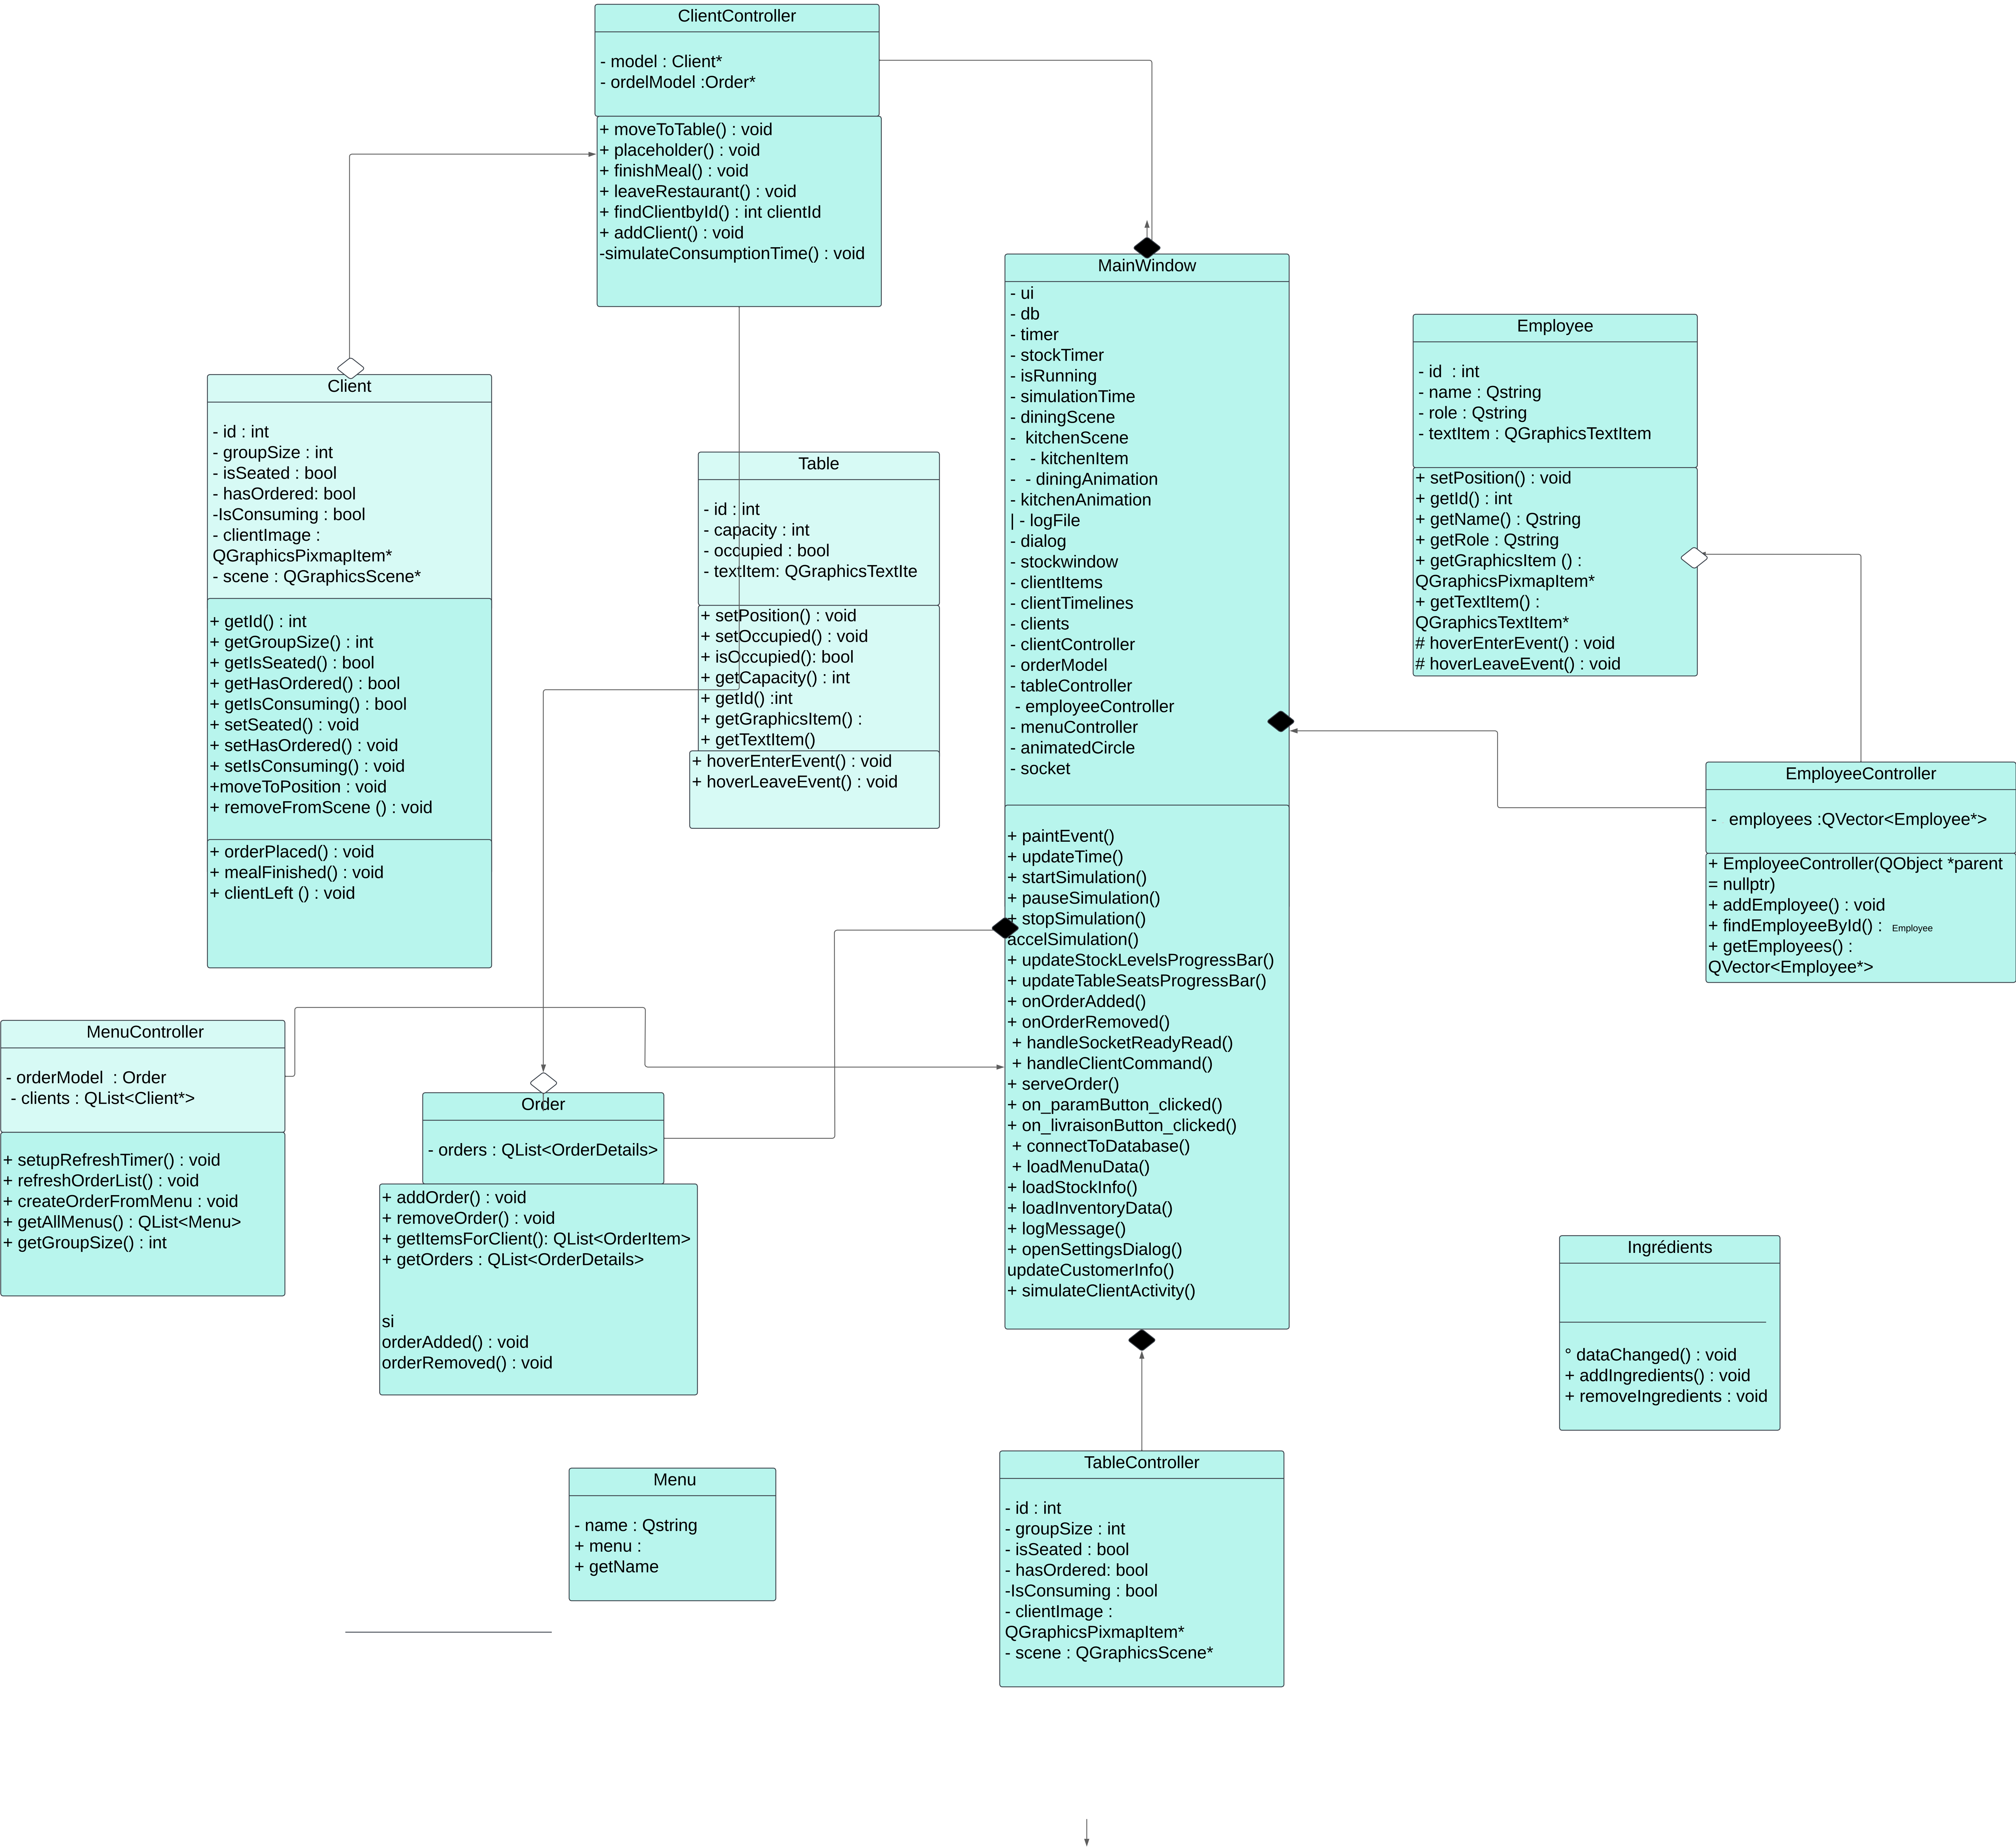 ClientController
- model : Client*
- ordelModel :Order*
+ moveToTable() : void
+ placeholder() : void
+ finishMeal() : void
+ leaveRestaurant() : void
+ findClientbyId() : int clientId
+ addClient() : void
-simulateConsumptionTime() : void
Client
- id : int
- groupSize : int
- isSeated : bool
- hasOrdered: bool
-IsConsuming : bool
- clientImage :
QGraphicsPixmapItem*
- scene : QGraphicsScene*
+ getId() : int
+ getGroupSize() : int
+ getIsSeated() : bool
+ getHasOrdered() : bool
+ getIsConsuming() : bool
+ setSeated() : void
+ setHasOrdered() : void
+ setIsConsuming() : void
+moveToPosition : void
+ removeFromScene () : void
+ orderPlaced() : void
+ mealFinished() : void
+ clientLeft () : void
Table
- id : int
- capacity : int
- occupied : bool
- textItem: QGraphicsTextIte
+ setPosition() : void
+ setOccupied() : void
+ isOccupied(): bool
+ getCapacity() : int
+ getId() :int
+ getGraphicsItem() :
+ getTextItem()
+ hoverEnterEvent() : void
+ hoverLeaveEvent() : void
MainWindow
- ui
- db
- timer
- stockTimer
- isRunning
- simulationTime
- diningScene
-  kitchenScene
-   - kitchenItem
-  - diningAnimation
- kitchenAnimation
| - logFile
- dialog
- stockwindow
- clientItems
- clientTimelines
- clients
- clientController
- orderModel
- tableController
- employeeController
- menuController
- animatedCircle
- socket
+ paintEvent()
+ updateTime()
+ startSimulation()
+ pauseSimulation()
+ stopSimulation()
accelSimulation()
+ updateStockLevelsProgressBar()
+ updateTableSeatsProgressBar()
+ onOrderAdded()
+ onOrderRemoved()
+ handleSocketReadyRead()
+ handleClientCommand()
+ serveOrder()
+ on_paramButton_clicked()
+ on_livraisonButton_clicked()
+ connectToDatabase()
+ loadMenuData()
+ loadStockInfo()
+ loadInventoryData()
+ logMessage()
+ openSettingsDialog()
updateCustomerInfo()
+ simulateClientActivity()
Employee
- id  : int
- name : Qstring
- role : Qstring
- textItem : QGraphicsTextItem
+ setPosition() : void
+ getId() : int
+ getName() : Qstring
+ getRole : Qstring
+ getGraphicsItem () :
QGraphicsPixmapItem*
+ getTextItem() :
QGraphicsTextItem*
# hoverEnterEvent() : void
# hoverLeaveEvent() : void
EmployeeController
-   employees :QVector<Employee*>
+ EmployeeController(QObject *parent
= nullptr)
+ addEmployee() : void
+ findEmployeeById() :  Employee
+ getEmployees() :
QVector<Employee*>
MenuController
- orderModel  : Order
- clients : QList<Client*>
+ setupRefreshTimer() : void
+ refreshOrderList() : void
+ createOrderFromMenu : void
+ getAllMenus() : QList<Menu>
+ getGroupSize() : int
Order
- orders : QList<OrderDetails>
+ addOrder() : void
+ removeOrder() : void
+ getItemsForClient(): QList<OrderItem>
+ getOrders : QList<OrderDetails>
si
orderAdded() : void
orderRemoved() : void
Ingrédients
° dataChanged() : void
+ addIngredients() : void
+ removeIngredients : void
Menu
- name : Qstring
+ menu :
+ getName
TableController
- id : int
- groupSize : int
- isSeated : bool
- hasOrdered: bool
-IsConsuming : bool
- clientImage :
QGraphicsPixmapItem*
- scene : QGraphicsScene*